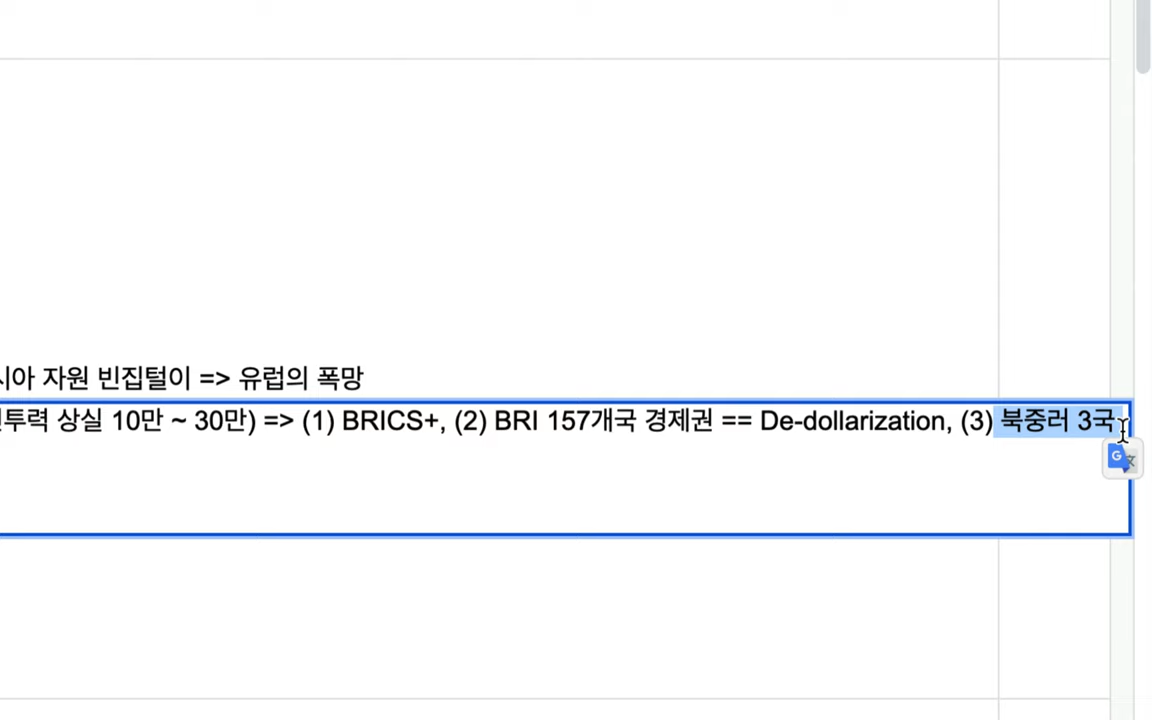 시아 자원 빈집털이 => 유럽의 폭망
투력 상실 10만 ~ 30만) => (1) BRICS+, (2) BRI 157개국 경제권 == De-dollarization, (3) 북중러 3국